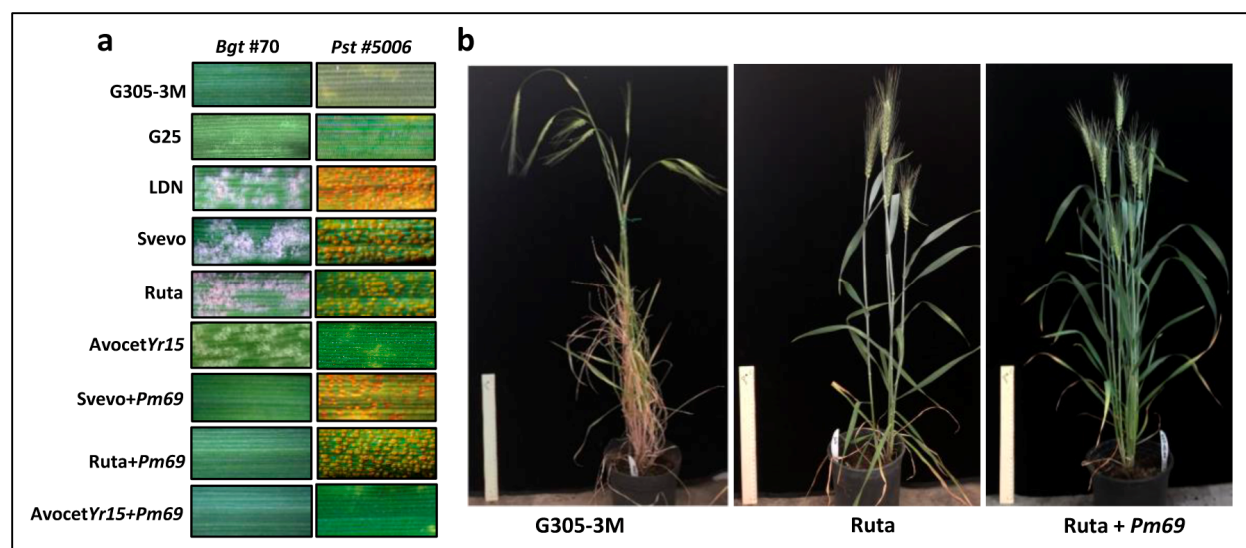 a
b
Bgt #70
Pst #5006
G305-3M
G25
LDN
Svevo
Ruta
AvocetYr15
Svevo+Pm69
Ruta+Pm69
AvocetYr15+Pm69
G305-3M
Ruta
Ruta + Pm69